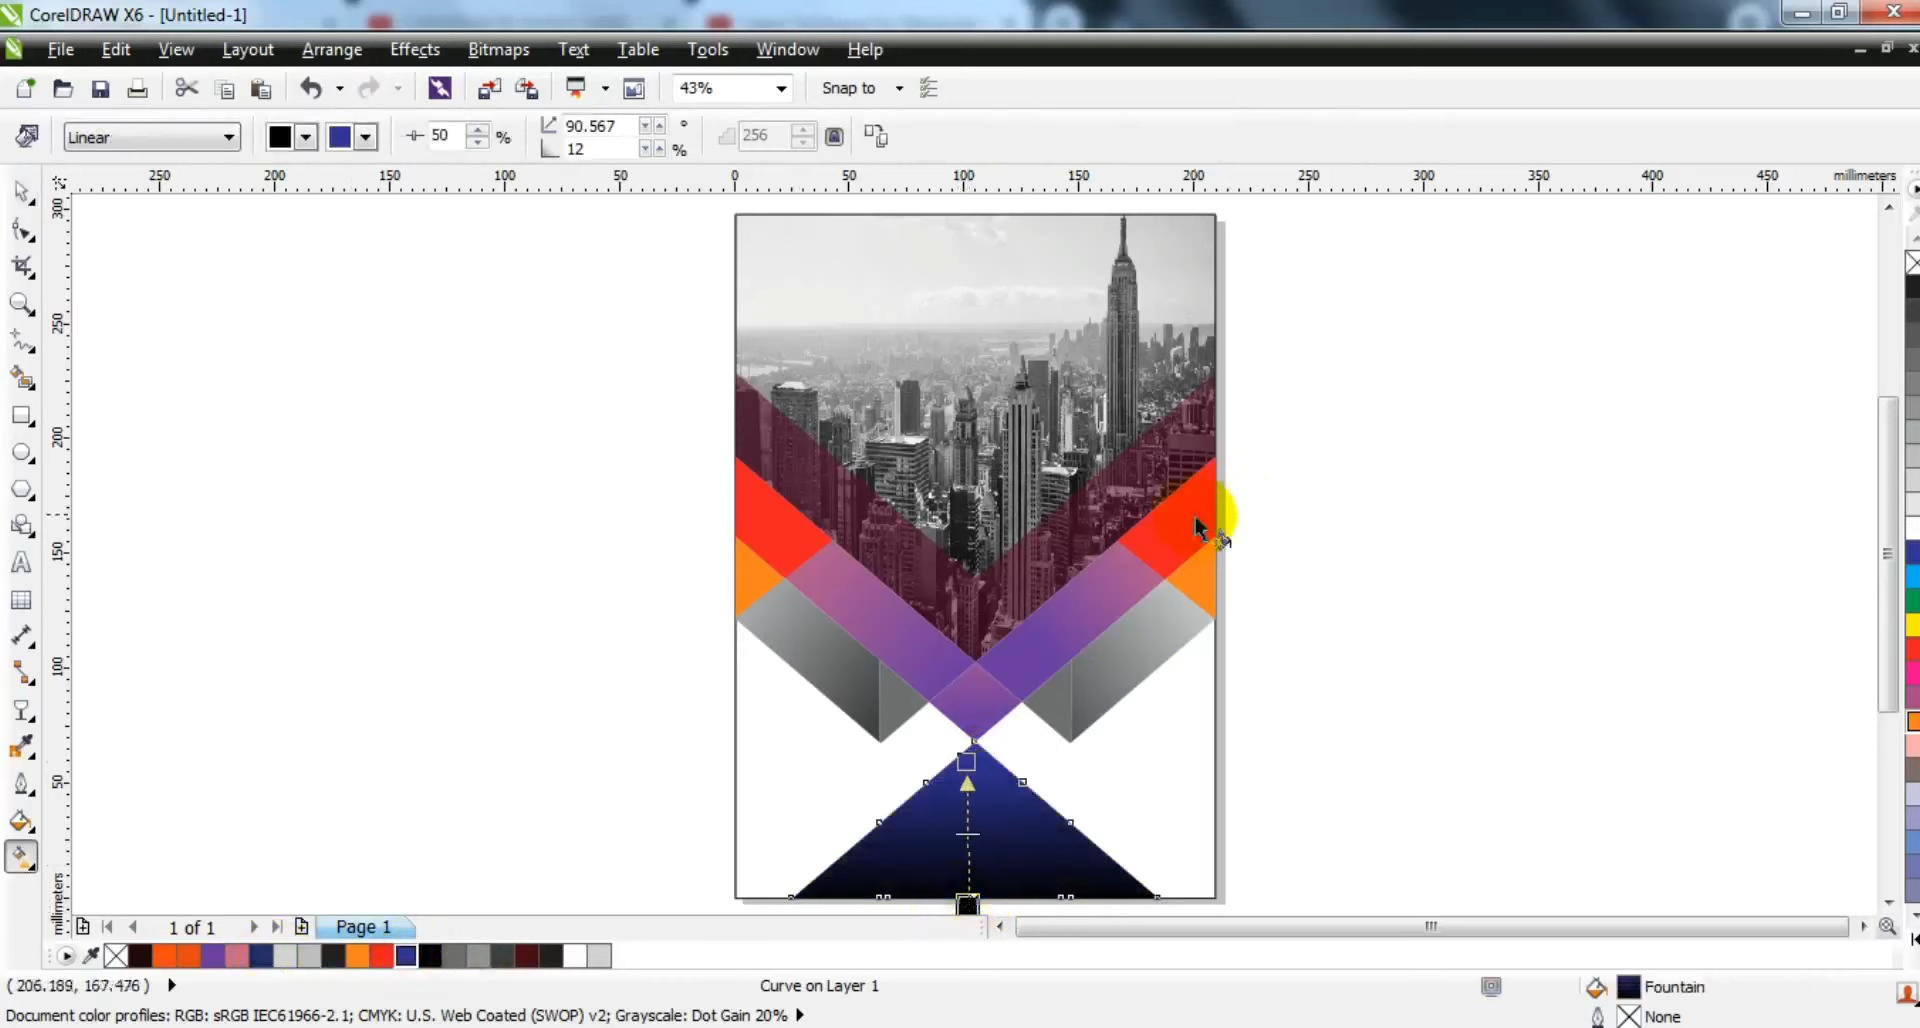 CorelDRAW X6 - [Untitled-1]
File Edit View Layout Arrange Effects Bitmaps Text Table Tools Window Help
43% Snap to
Linear 50 % 90.567 ° 256
12 %
250 200 150 100 50 0 50 100 150 200 250 300 350 400 450 millimeters
300
250
200
150
100
50
millimeters
1 of 1 Page 1
( 206.189, 167.476 ) Curve on Layer 1 Fountain
Document color profiles: RGB: sRGB IEC61966-2.1; CMYK: U.S. Web Coated (SWOP) v2; Grayscale: Dot Gain 20% None